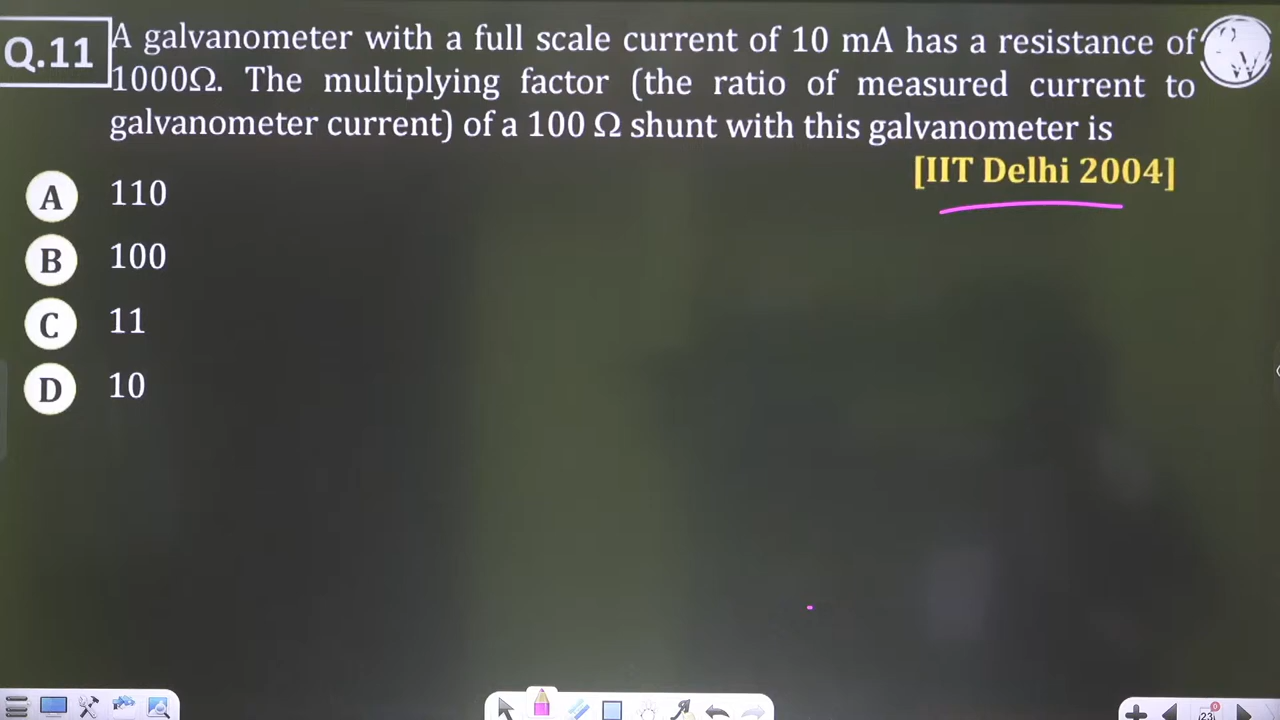 Q.11
A galvanometer with a full scale current of 10 mA has a resistance of
1000Ω. The multiplying factor (the ratio of measured current to
galvanometer current) of a 100 Ω shunt with this galvanometer is
[IIT Delhi 2004]
A 110
B 100
C 11
D 10
23